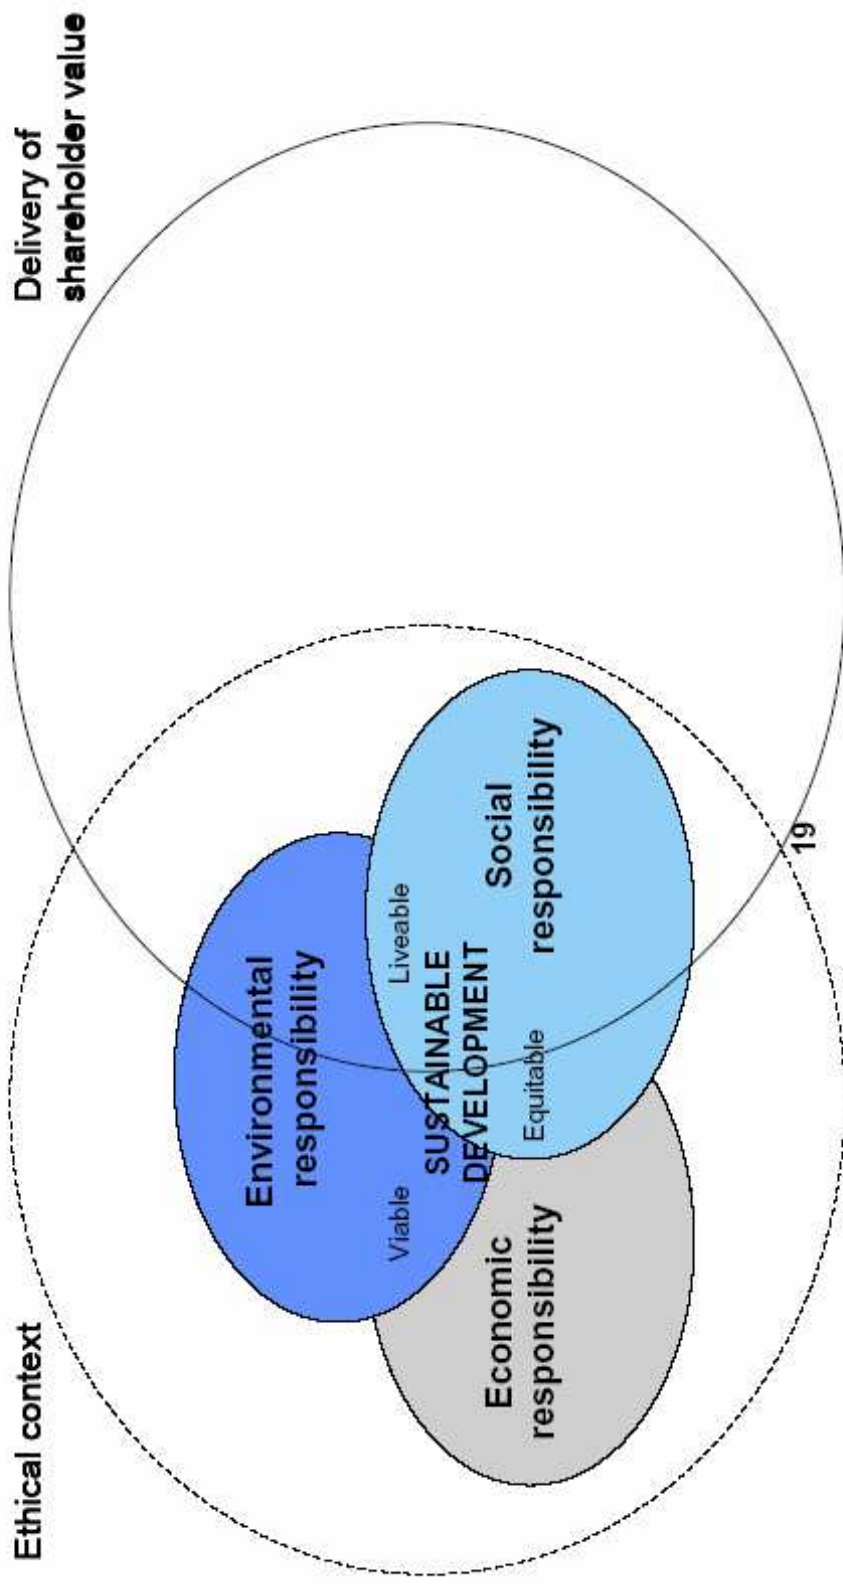 Ethical context
Delivery of
shareholder value
Environmental
responsibility
Viable
Liveable
SUSTAINABLE
DEVELOPMENT
Economic
responsibility
Equitable
Social
responsibility
19